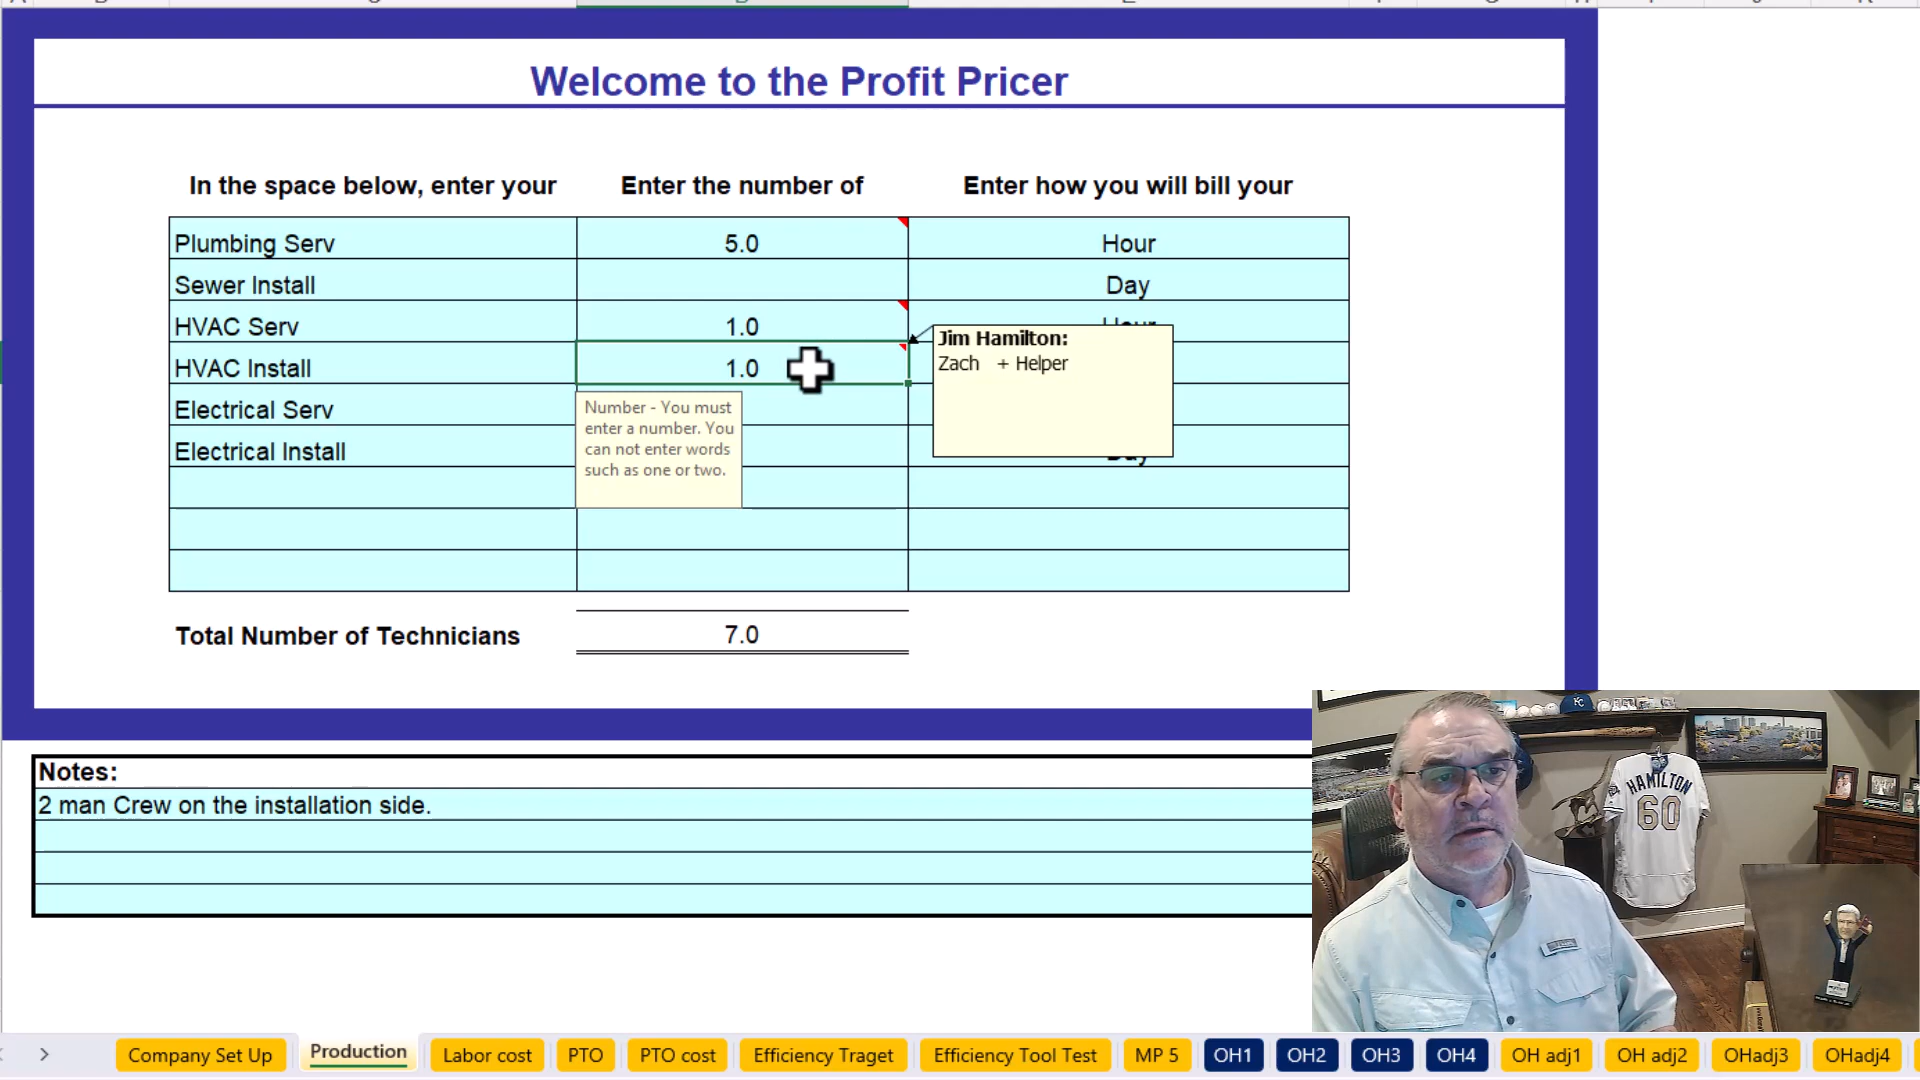 Welcome to the Profit Pricer
In the space below, enter your Enter the number of Enter how you will bill your
Plumbing Serv 5.0 Hour
Sewer Install Day
HVAC Serv 1.0 Hour
Jim Hamilton:
Zach + Helper
HVAC Install 1.0
Electrical Serv
Electrical Install Day
Number - You must
enter a number. You
can not enter words
such as one or two.
Total Number of Technicians 7.0
Notes:
2 man Crew on the installation side.
KC
HAMILTON
60
Company Set Up Production Labor cost PTO PTO cost Efficiency Traget Efficiency Tool Test MP 5 OH1 OH2 OH3 OH4 OH adj1 OH adj2 OHadj3 OHadj4